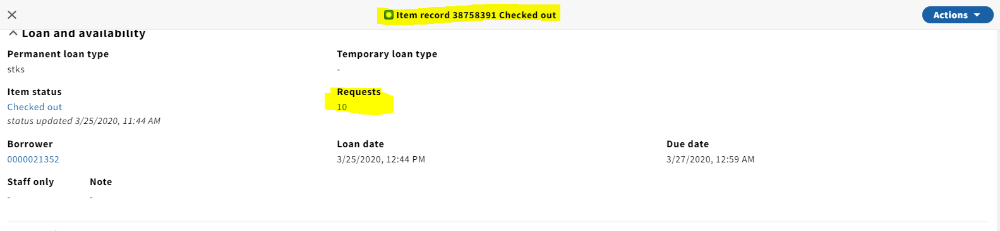 Item record 38758391 Checked out
Actions
Loan and availability
Permanent loan type
Temporary loan type
stks
-
Item status
Requests
Checked out
10
status updated 3/25/2020, 11:44 AM
Borrower
Loan date
Due date
0000021352
3/25/2020, 12:44 PM
3/27/2020, 12:59 AM
Staff only
Note
-
-